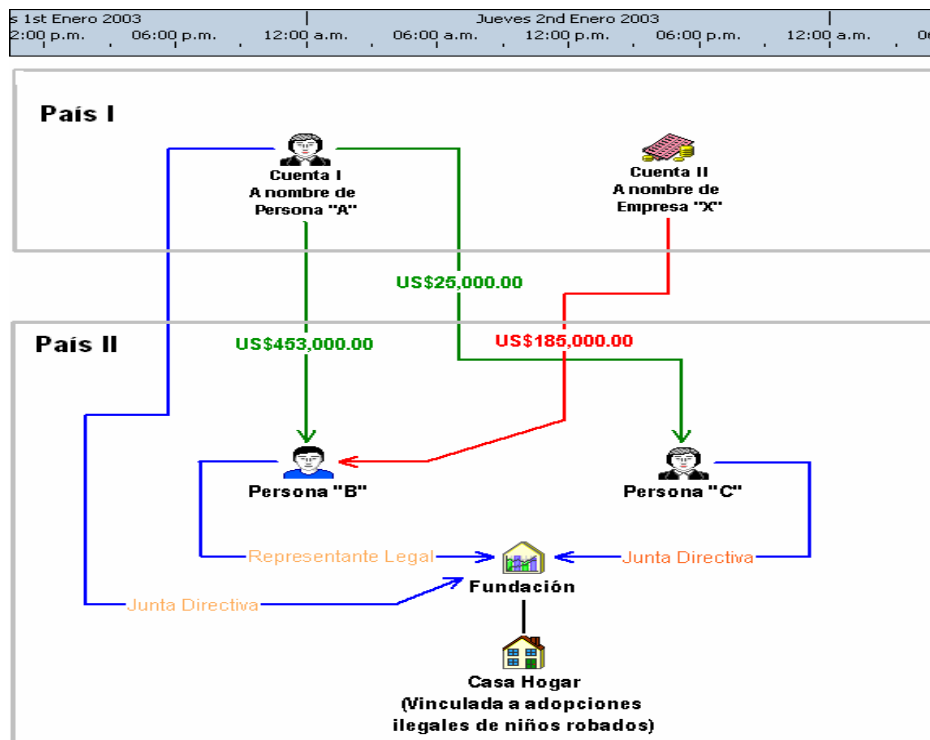 s 1st Enero 2003 Jueves 2nd Enero 2003
2:00 p.m. 06:00 p.m. 12:00 a.m. 06:00 a.m. 12:00 p.m. 06:00 p.m. 12:00 a.m. 06
País I
Cuenta I
A nombre de
Persona "A"
Cuenta II
A nombre de
Empresa "X"
US$25,000.00
País II
US$453,000.00
US$185,000.00
Persona "B"
Persona "C"
Representante Legal
Junta Directiva
Fundación
Junta Directiva
Casa Hogar
(Vinculada a adopciones
ilegales de niños robados)